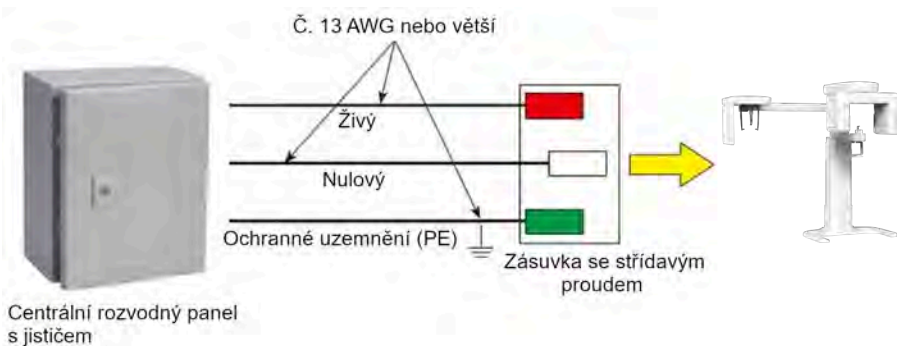 Č. 13 AWG nebo větší
Živý
Nulový
Ochranné uzemnění (PE)
Zásuvka se střídavým
proudem
Centrální rozvodný panel
s jističem